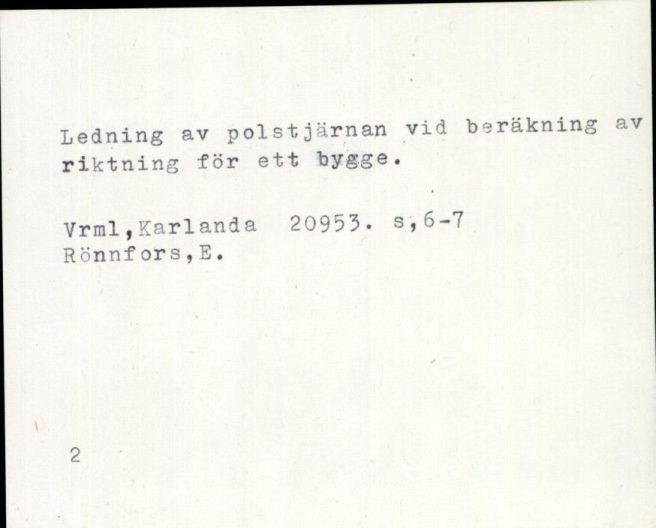 Ledning av polstjärnan vid beräkning av
riktning för ett bygge.
Vrml,Karlanda 20953. s,6-7
Rönnfors,E.
2